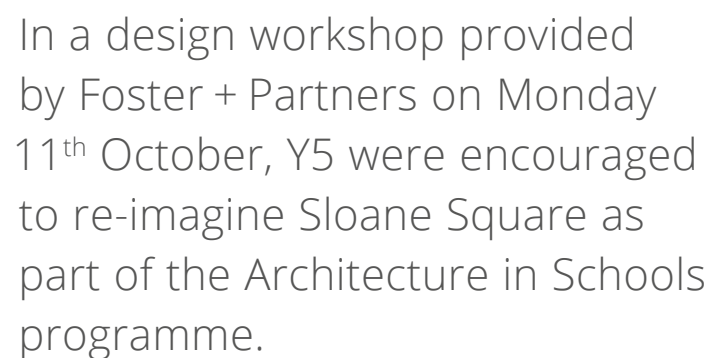 In a design workshop provided
by Foster + Partners on Monday
11th October, Y5 were encouraged
to re-imagine Sloane Square as
part of the Architecture in Schools
programme.